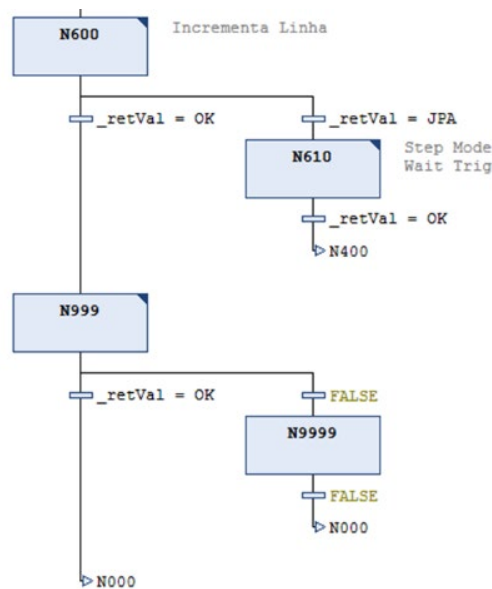 N600
Incrementa Linha
_retVal = OK
_retVal = JPA
N610
Step Mode
Wait Trig
_retVal = OK
N400
N999
_retVal = OK
FALSE
N9999
FALSE
N000
N000